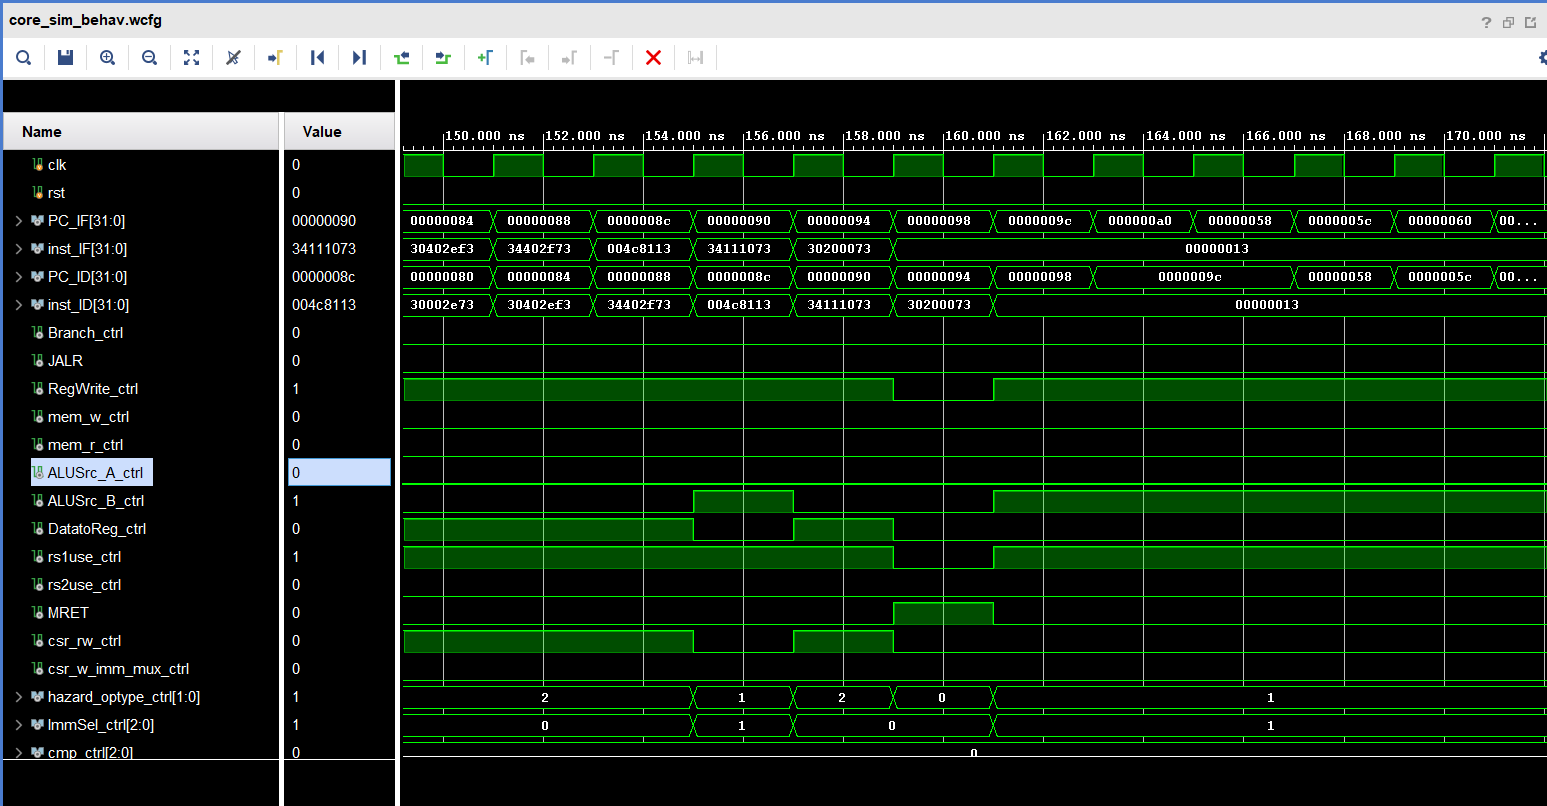 core_sim_behav.wcfg
?
Name Value 150.000 ns 152.000 ns 154.000 ns 156.000 ns 158.000 ns 160.000 ns 162.000 ns 164.000 ns 166.000 ns 168.000 ns 170.000 ns
clk 0
rst 0
PC_IF[31:0] 00000090 00000084 00000088 0000008c 00000090 00000094 00000098 0000009c 000000a0 00000058 0000005c 00000060 00...
inst_IF[31:0] 34111073 30402ef3 34402f73 004c8113 34111073 30200073 00000013
PC_ID[31:0] 0000008c 00000080 00000084 00000088 0000008c 00000090 00000094 00000098 0000009c 00000058 0000005c 00...
inst_ID[31:0] 004c8113 30002e73 30402ef3 34402f73 004c8113 34111073 30200073 00000013
Branch_ctrl 0
JALR 0
RegWrite_ctrl 1
mem_w_ctrl 0
mem_r_ctrl 0
ALUSrc_A_ctrl 0
ALUSrc_B_ctrl 1
DatatoReg_ctrl 0
rs1use_ctrl 1
rs2use_ctrl 0
MRET 0
csr_rw_ctrl 0
csr_w_imm_mux_ctrl 0
hazard_optype_ctrl[1:0] 1 2 1 2 0 1
ImmSel_ctrl[2:0] 1 0 1 0 1
cmp_ctrl[2:0] 0 0